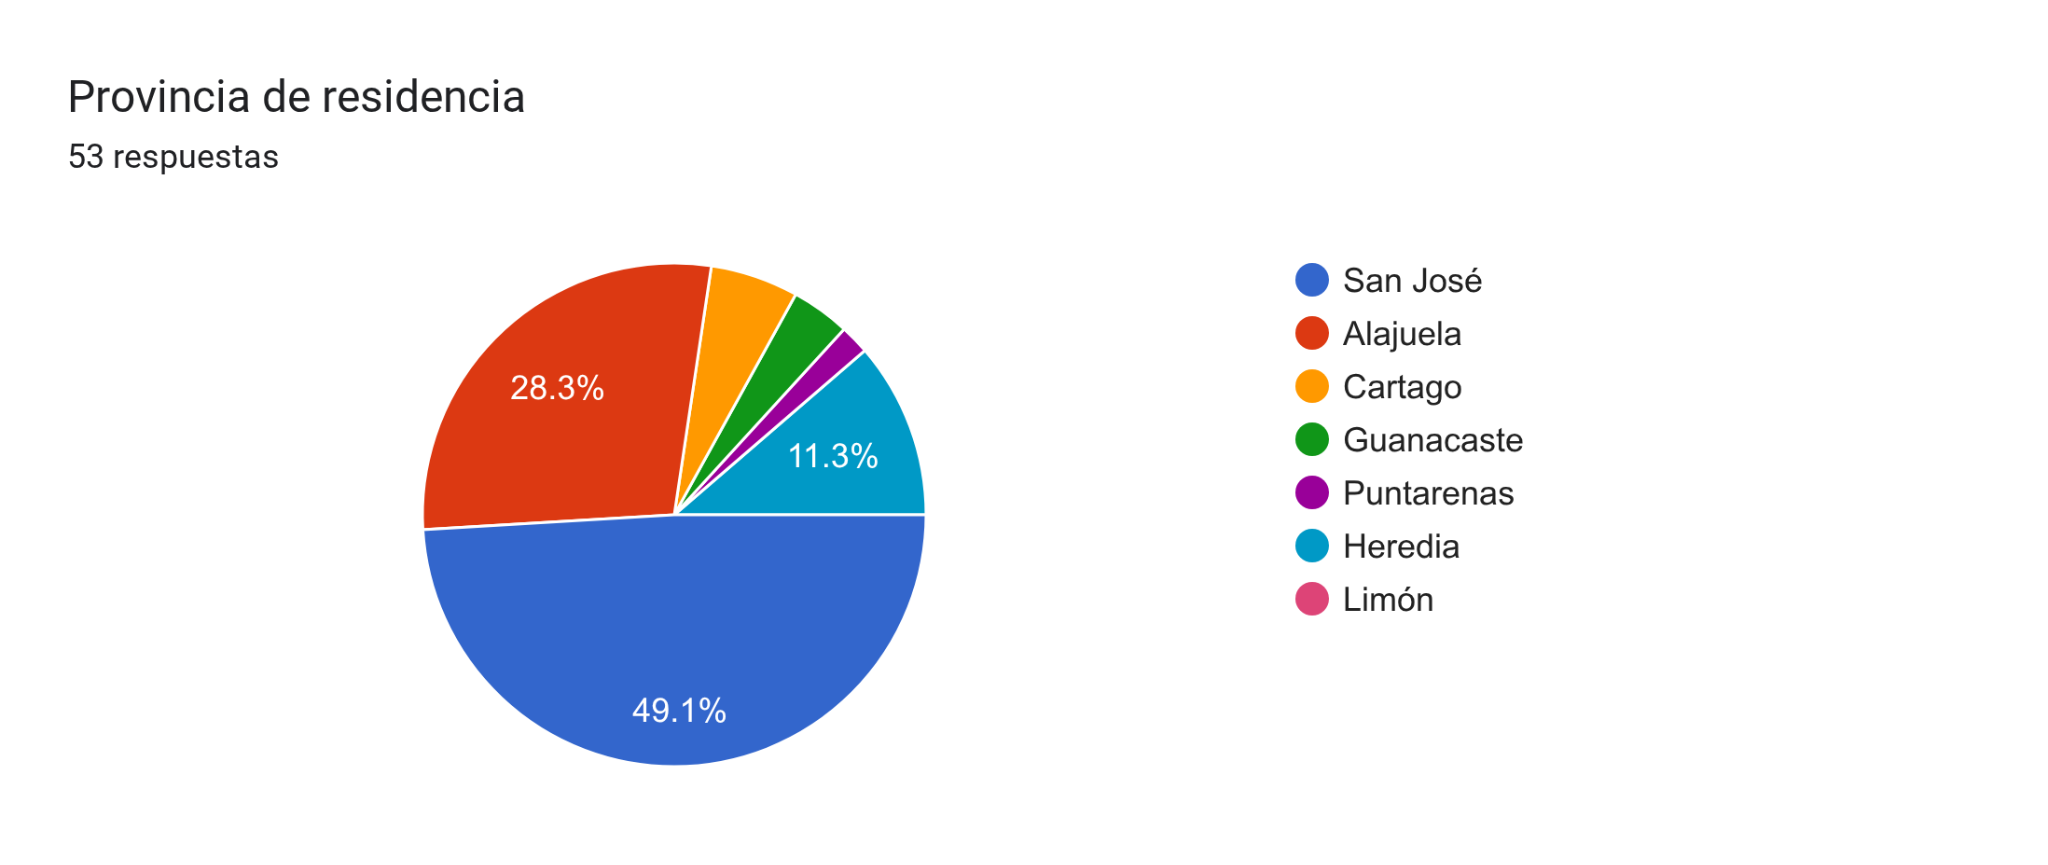 Provincia de residencia
53 respuestas
28.3%
11.3%
49.1%
San José
Alajuela
Cartago
Guanacaste
Puntarenas
Heredia
Limón